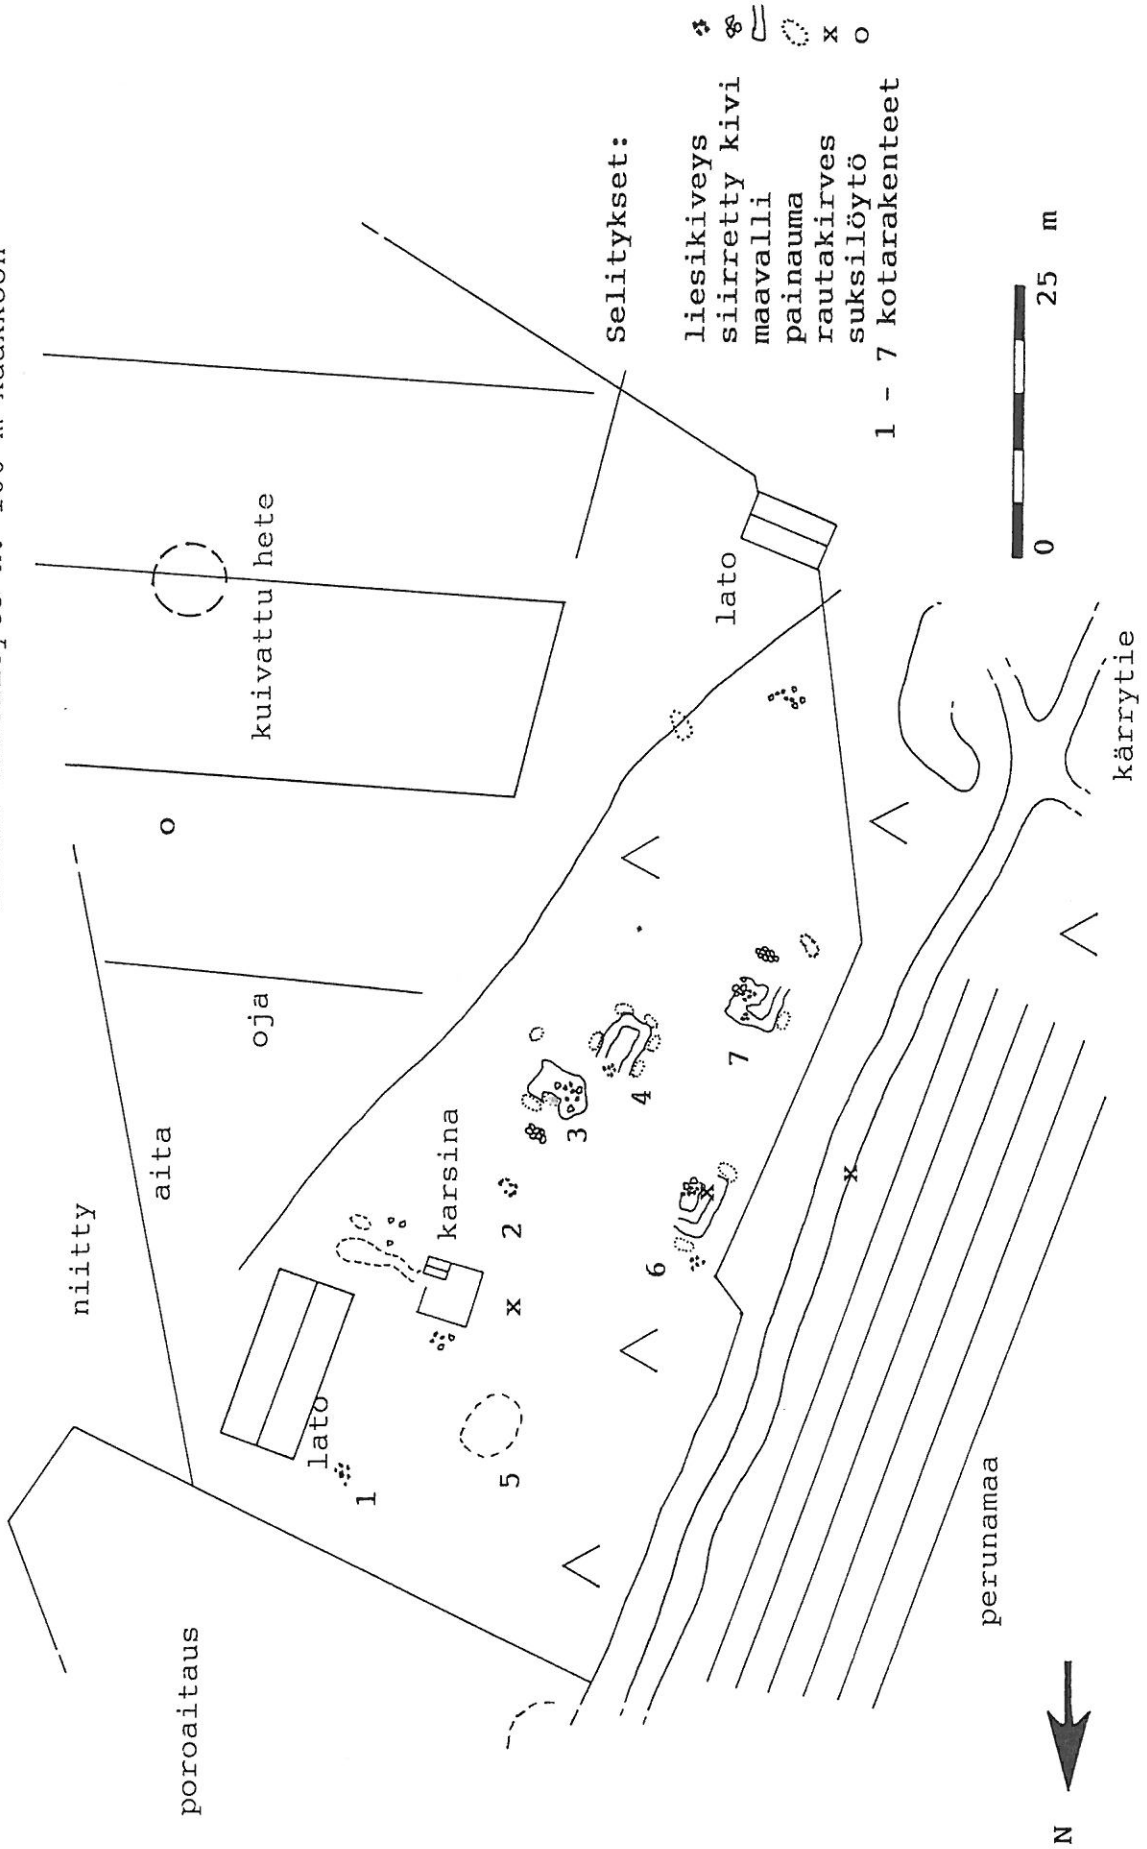 poroaitaus
niitty
aita
oja
kuivattu hete
lato
1
karsina
5
x
2
3
4
6
x
7
x
o
lato
perunamaa
kärrytie
N
Selitykset:
liesikiveys
siirretty kivi
maavalli
painauma
rautakirves x
suksilöytö o
1 - 7 kotarakenteet
0 25 m